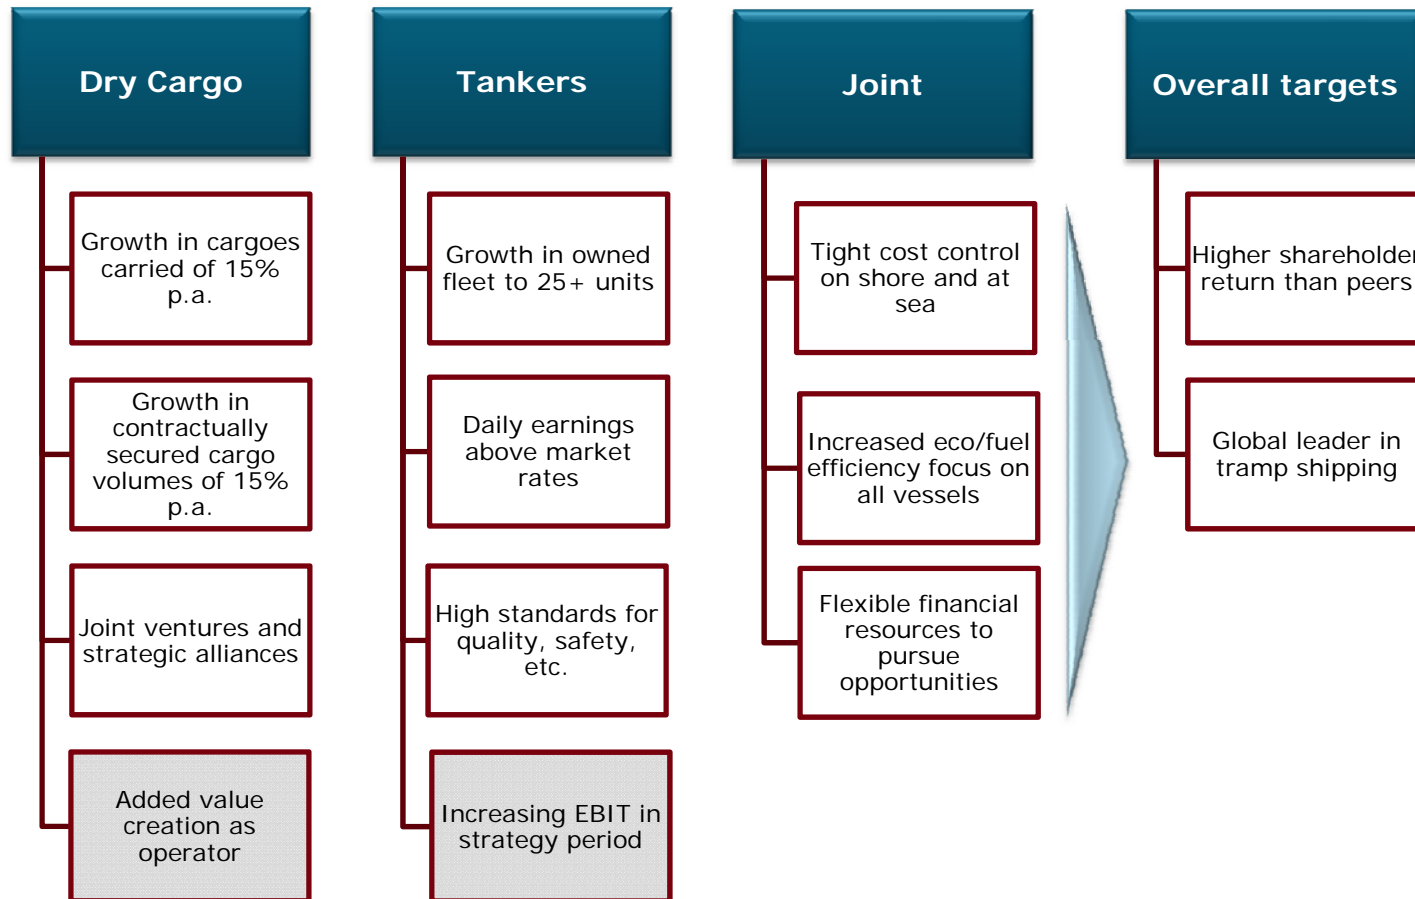 Dry Cargo
Growth in cargoes
carried of 15%
p.a.
Growth in
contractually
secured cargo
volumes of 15%
p.a.
Joint ventures and
strategic alliances
Added value
creation as
operator
Tankers
Growth in owned
fleet to 25+ units
Daily earnings
above market
rates
High standards for
quality, safety,
etc.
Increasing EBIT in
strategy period
Joint
Tight cost control
on shore and at
sea
Increased eco/fuel
efficiency focus on
all vessels
Flexible financial
resources to
pursue
opportunities
Overall targets
Higher shareholder
return than peers
Global leader in
tramp shipping